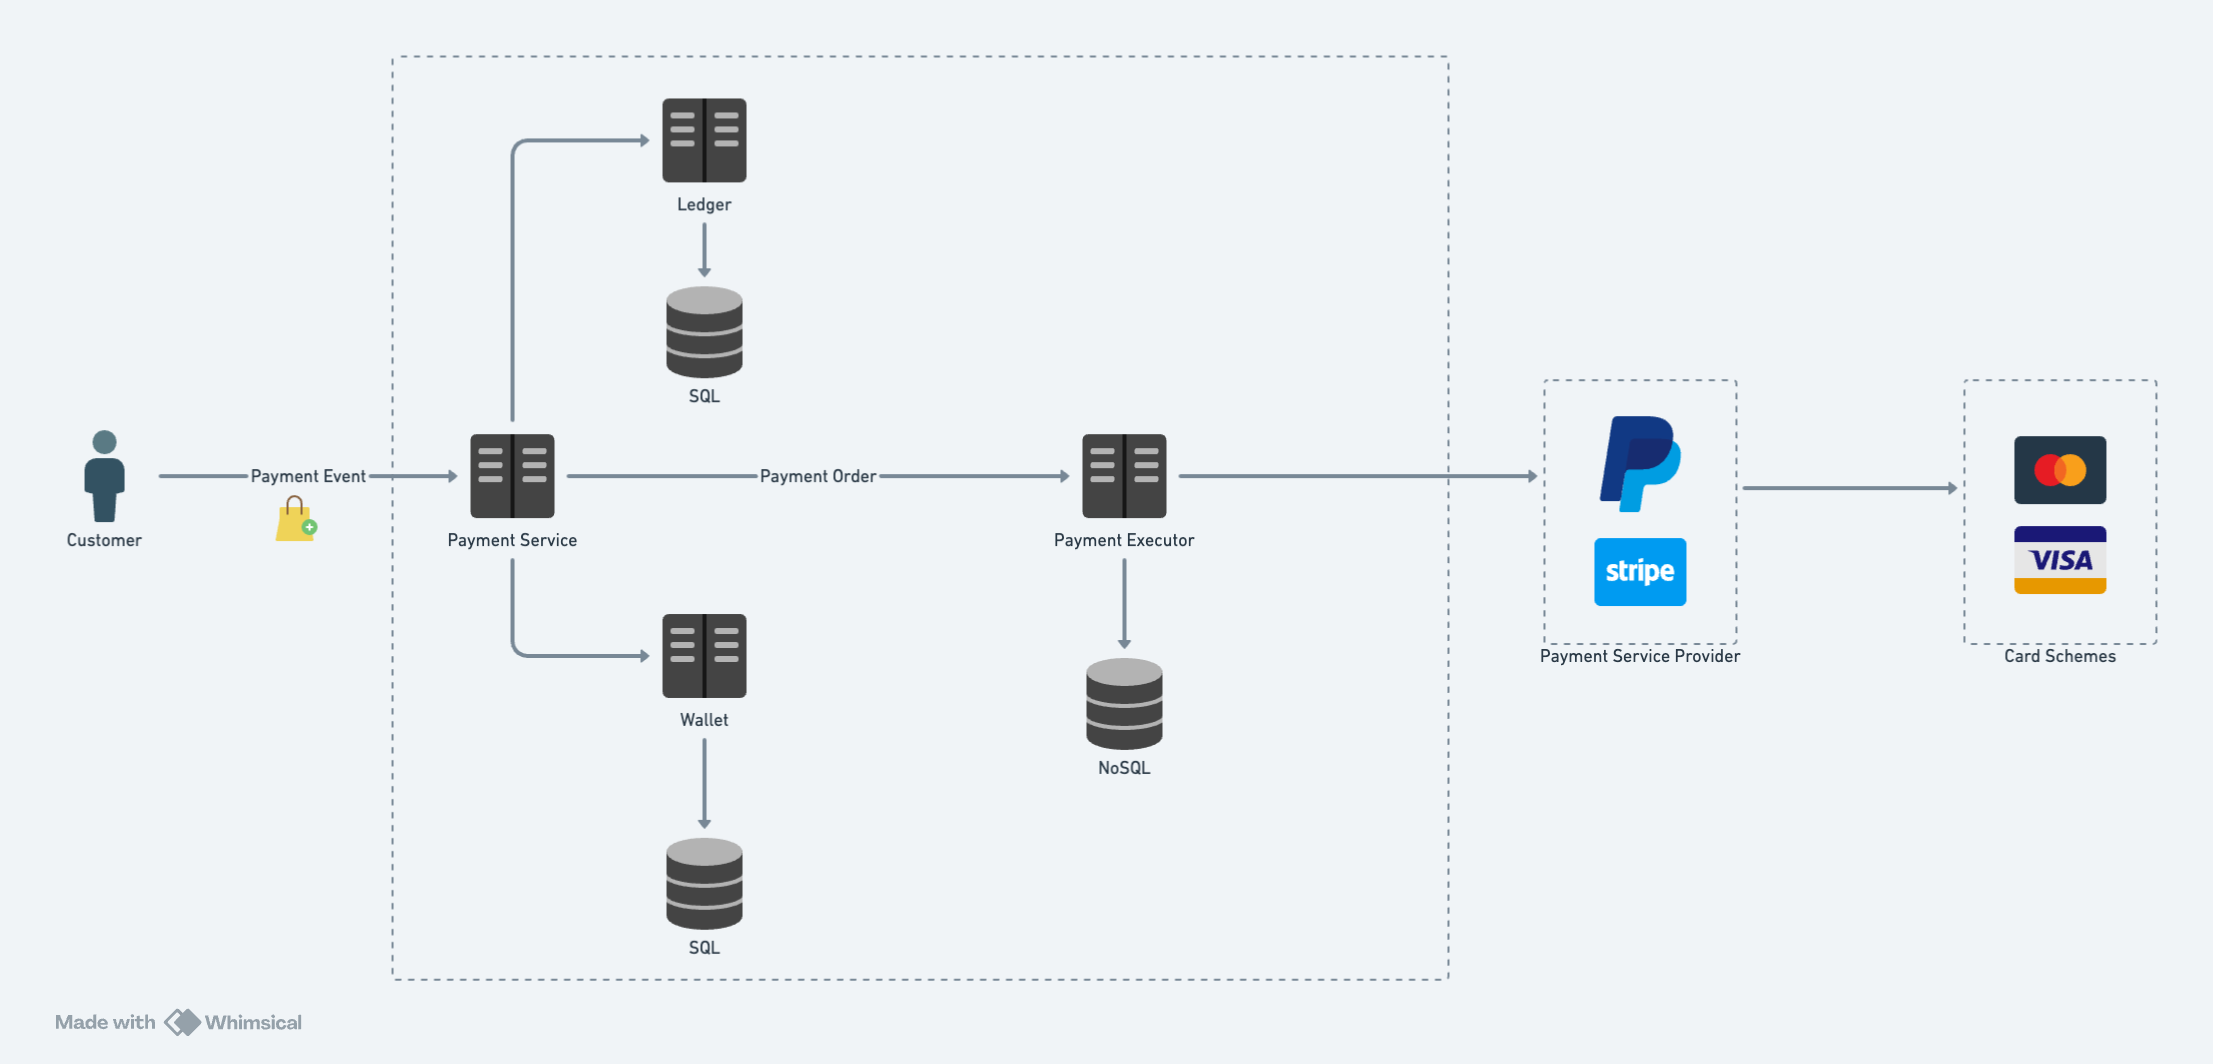 Ledger
SQL
Customer
Payment Event
Payment Service
Payment Order
Payment Executor
Wallet
SQL
NoSQL
stripe
Payment Service Provider
VISA
Card Schemes
Made with Whimsical